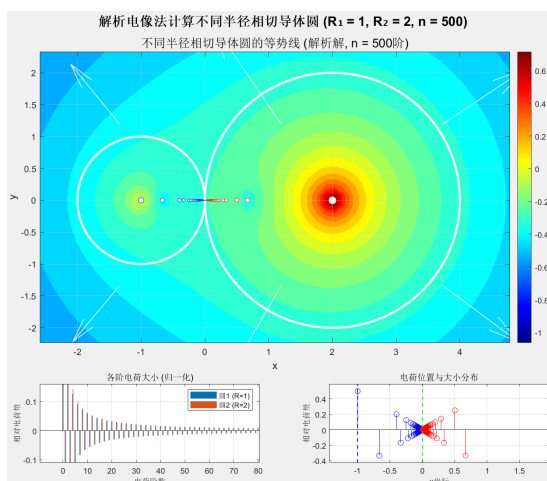 解析电像法计算不同半径相切导体圆 (R₁ = 1, R₂ = 2, n = 500)
不同半径相切导体圆的等势线 (解析解, n = 500阶)
y
2
1.5
1
0.5
0
-0.5
-1
-1.5
-2
-2
-1
0
1
2
3
4
x
0.6
0.4
0.2
0
-0.2
-0.4
-0.6
-0.8
-1
各阶电荷大小 (归一化)
相对电荷性
0.1
0
-0.1
圆1 (R=1)
圆2 (R=2)
0 10 20 30 40 50 60 70 80
电荷位置与大小分布
相对电荷性
0.4
0.2
0
-0.2
-0.4
-1 -0.5 0 0.5 1 1.5
x坐标